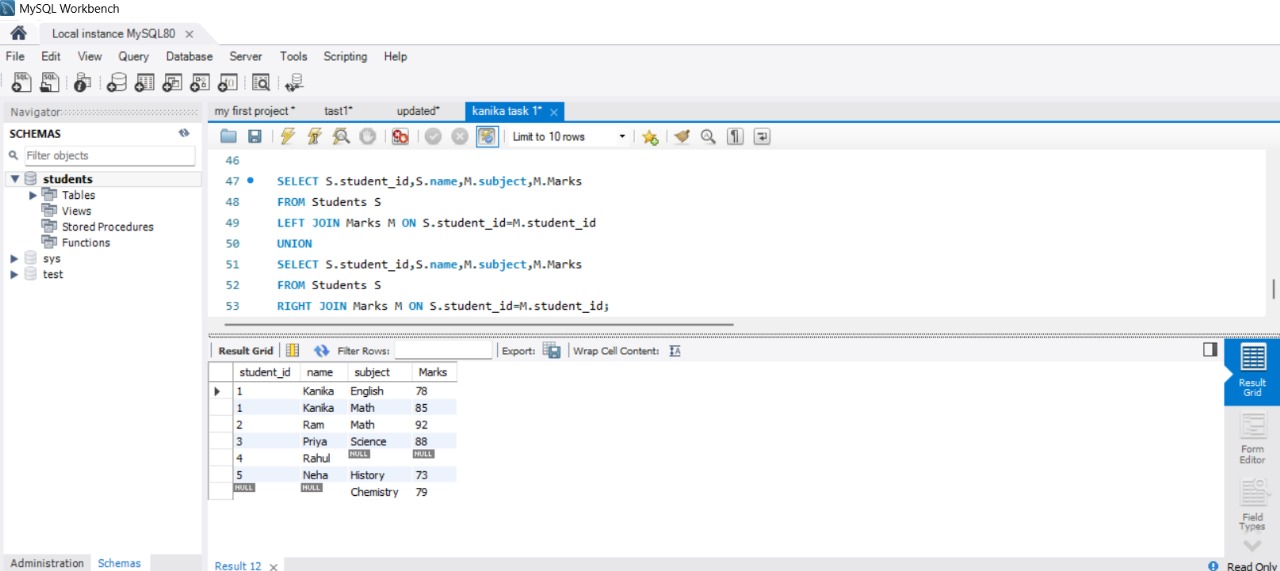 MySQL Workbench
Local instance MySQL80 ×
File Edit View Query Database Server Tools Scripting Help
Navigator
my first project* tast1* updated* kanika task 1* ×
SCHEMAS
Limit to 10 rows
Filter objects
students
Tables
Views
Stored Procedures
Functions
sys
test
46
47 SELECT S.student_id,S.name,M.subject,M.Marks
48 FROM Students S
49 LEFT JOIN Marks M ON S.student_id=M.student_id
50 UNION
51 SELECT S.student_id,S.name,M.subject,M.Marks
52 FROM Students S
53 RIGHT JOIN Marks M ON S.student_id=M.student_id;
Result Grid Filter Rows: Export: Wrap Cell Content:
student_id name subject Marks
1 Kanika English 78
1 Kanika Math 85
2 Ram Math 92
3 Priya Science 88
4 Rahul NULL NULL
5 Neha History 73
NULL NULL Chemistry 79
Result Grid
Form Editor
Field Types
Administration Schemas
Result 12 ×
Read Only